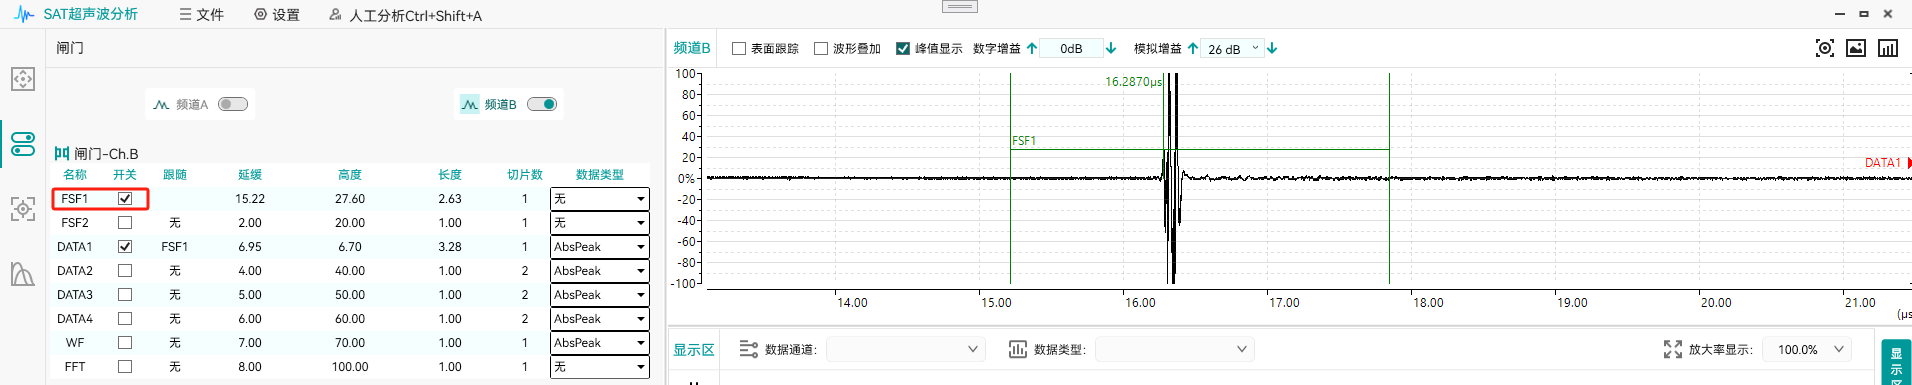 SAT超声波分析 文件 设置 人工分析Ctrl+Shift+A
闸门
频道A 频道B
闸门-Ch.B
名称 开关 跟随 延缓 高度 长度 切片数 数据类型
FSF1 15.22 27.60 2.63 1 无
FSF2 无 2.00 20.00 1.00 1 无
DATA1 FSF1 6.95 6.70 3.28 1 AbsPeak
DATA2 无 4.00 40.00 1.00 2 AbsPeak
DATA3 无 5.00 50.00 1.00 2 AbsPeak
DATA4 无 6.00 60.00 1.00 2 AbsPeak
WF 无 7.00 70.00 1.00 1 AbsPeak
FFT 无 8.00 100.00 1.00 1 无
频道B 表面跟踪 波形叠加 峰值显示 数字增益 0dB 模拟增益 26 dB
100
80
60
40
20
0%
-20
-40
-60
-80
-100
16.2870μs
FSF1
DATA1
14.00 15.00 16.00 17.00 18.00 19.00 20.00 21.00
(μs
显示区 数据通道: 数据类型: 放大率显示: 100.0%
显
示
区